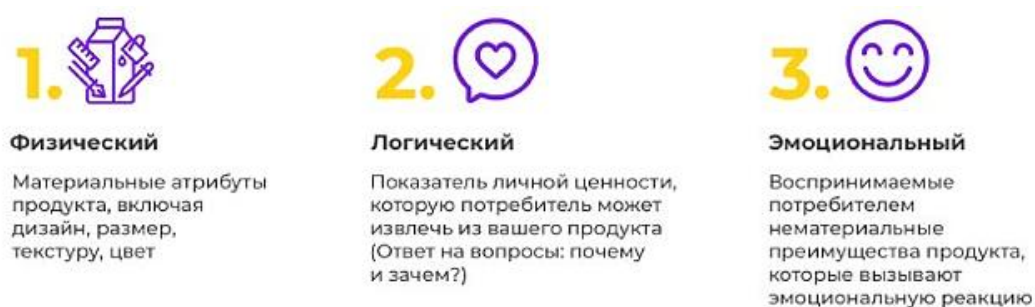 1.
Физический
Материальные атрибуты
продукта, включая
дизайн, размер,
текстуру, цвет
2.
Логический
Показатель личной ценности,
которую потребитель может
извлечь из вашего продукта
(Ответ на вопросы: почему
и зачем?)
3.
Эмоциональный
Воспринимаемые
потребителем
нематериальные
преимущества продукта,
которые вызывают
эмоциональную реакцию